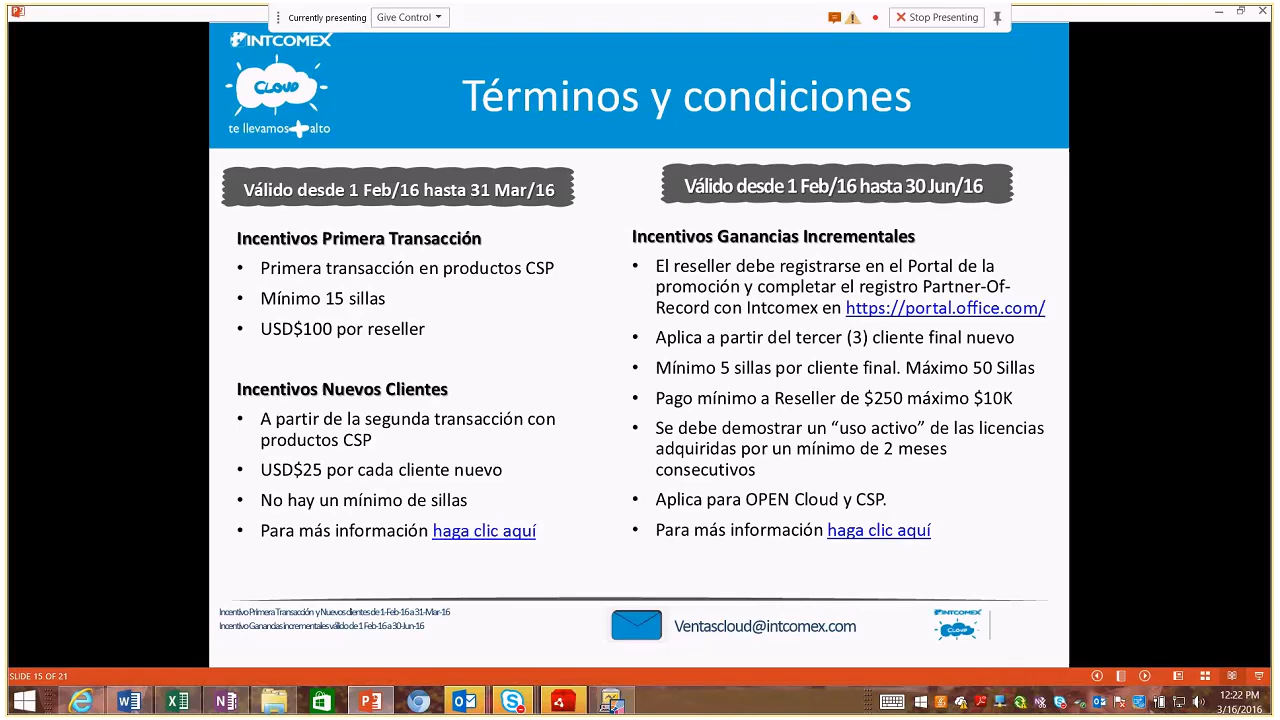 Currently presenting
Give Control
Stop Presenting
INTCOMEX
CLOUD
te llevamos alto
Términos y condiciones
Válido desde 1 Feb/16 hasta 31 Mar/16
Incentivos Primera Transacción
• Primera transacción en productos CSP
• Mínimo 15 sillas
• USD$100 por reseller
Incentivos Nuevos Clientes
• A partir de la segunda transacción con
productos CSP
• USD$25 por cada cliente nuevo
• No hay un mínimo de sillas
• Para más información haga clic aquí
Válido desde 1 Feb/16 hasta 30 Jun/16
Incentivos Ganancias Incrementales
• El reseller debe registrarse en el Portal de la
promoción y completar el registro Partner-Of-
Record con Intcomex en https://portal.office.com/
• Aplica a partir del tercer (3) cliente final nuevo
• Mínimo 5 sillas por cliente final. Máximo 50 Sillas
• Pago mínimo a Reseller de $250 máximo $10K
• Se debe demostrar un “uso activo” de las licencias
adquiridas por un mínimo de 2 meses
consecutivos
• Aplica para OPEN Cloud y CSP.
• Para más información haga clic aquí
Incentivo Primera Transacción y Nuevos clientes de 1-Feb-16 a 31-Mar-16
Incentivo Ganancias incrementales válido de 1 Feb-16 a 30-Jun-16
Ventascloud@intcomex.com
INTCOMEX
CLOUD
SLIDE 15 OF 21
12:22 PM
3/16/2016